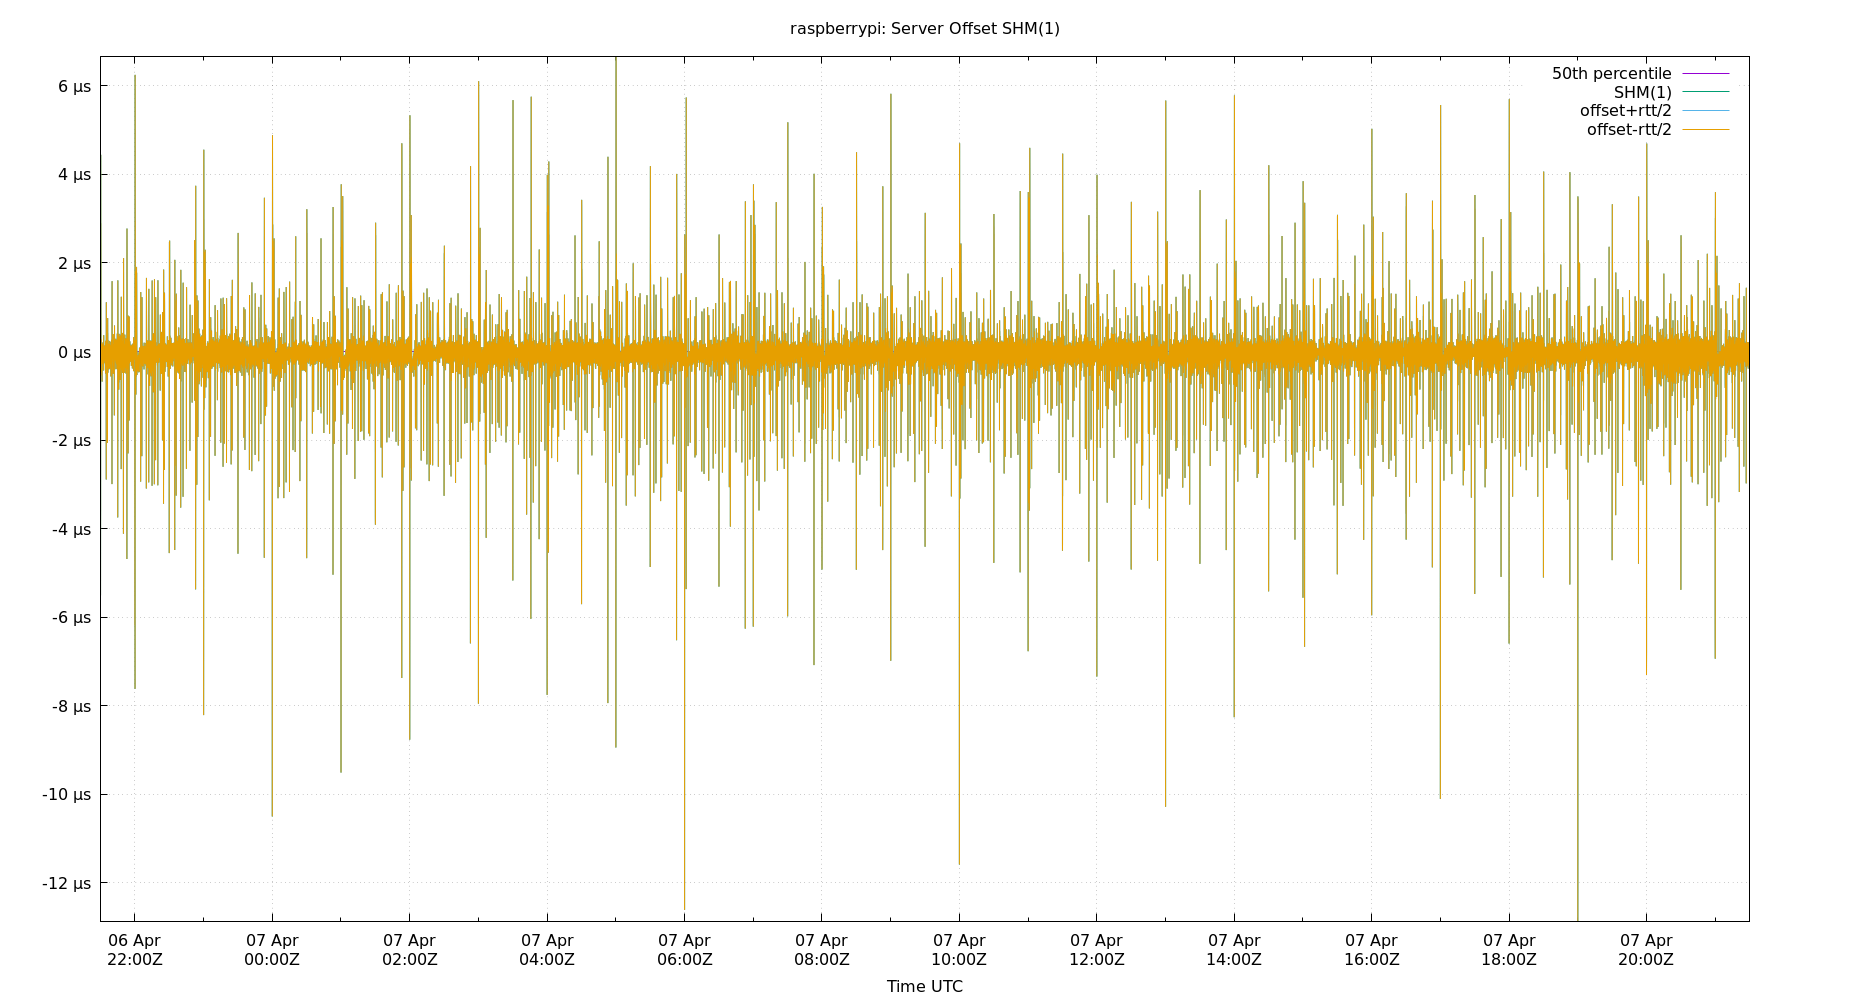 raspberrypi: Server Offset SHM(1)
50th percentile
SHM(1)
offset+rtt/2
offset-rtt/2
6 µs
4 µs
2 µs
0 µs
-2 µs
-4 µs
-6 µs
-8 µs
-10 µs
-12 µs
06 Apr 07 Apr 07 Apr 07 Apr 07 Apr 07 Apr 07 Apr 07 Apr 07 Apr 07 Apr 07 Apr 07 Apr
22:00Z 00:00Z 02:00Z 04:00Z 06:00Z 08:00Z 10:00Z 12:00Z 14:00Z 16:00Z 18:00Z 20:00Z
Time UTC